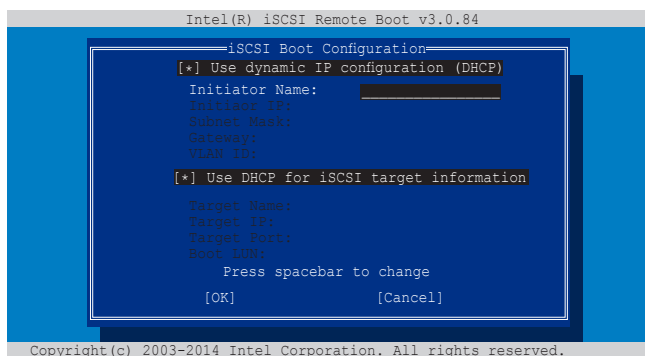 Intel(R) iSCSI Remote Boot v3.0.84
iSCSI Boot Configuration
[*] Use dynamic IP configuration (DHCP)
Initiator Name:
Initiaor IP:
Subnet Mask:
Gateway:
VLAN ID:
[*] Use DHCP for iSCSI target information
Target Name:
Target IP:
Target Port:
Boot LUN:
Press spacebar to change
[OK] [Cancel]
Copyright(c) 2003-2014 Intel Corporation. All rights reserved.